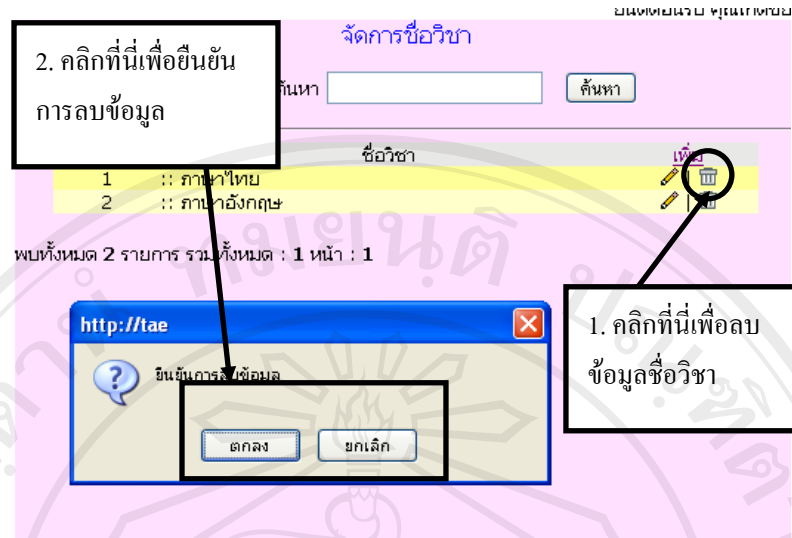 ยินดีต้อนรับ คุณเกิดชัย
จัดการชื่อวิชา
2. คลิกที่นี่เพื่อยืนยัน
การลบข้อมูล
ค้นหา ค้นหา
ชื่อวิชา เพิ่ม
1 :: ภาษาไทย |
2 :: ภาษาอังกฤษ |
พบทั้งหมด 2 รายการ รวมทั้งหมด : 1 หน้า : 1
1. คลิกที่นี่เพื่อลบ
ข้อมูลชื่อวิชา
http://tae
ยืนยันการลบข้อมูล
ตกลง ยกเลิก